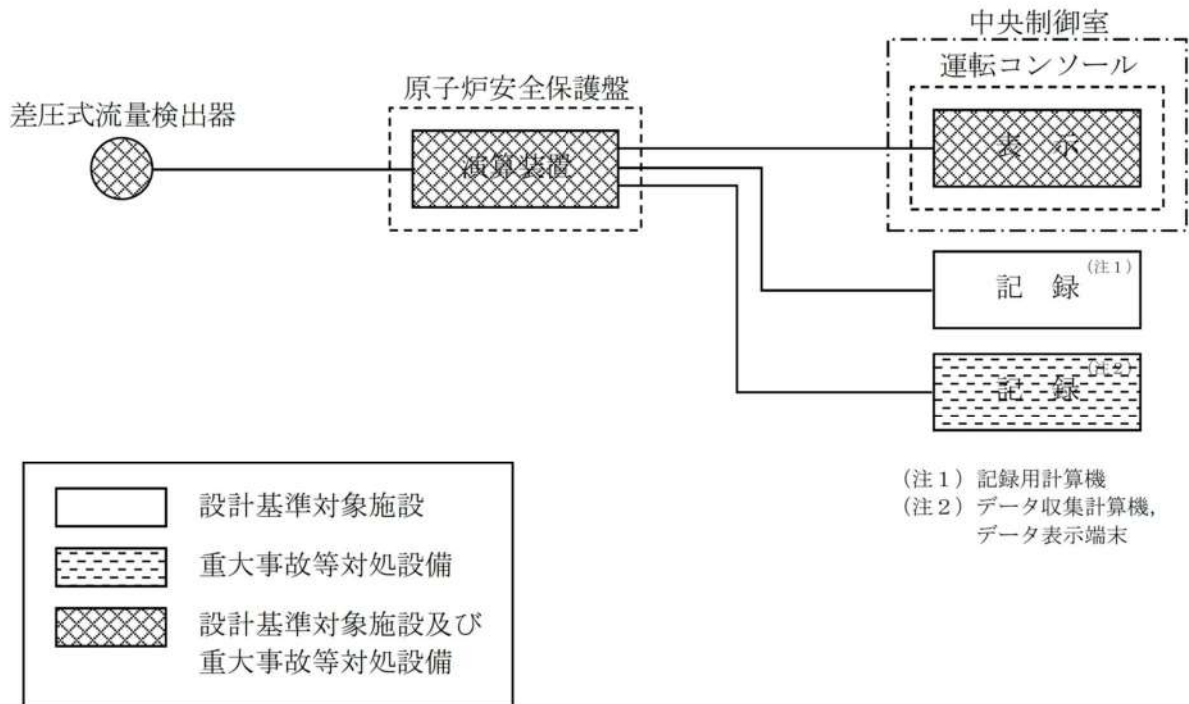 中央制御室
運転コンソール
原子炉安全保護盤
差圧式流量検出器
演算装置
表 示
記 録 (注1)
記 録 (注2)
(注1) 記録用計算機
(注2) データ収集計算機,
データ表示端末
設計基準対象施設
重大事故等対処設備
設計基準対象施設及び
重大事故等対処設備